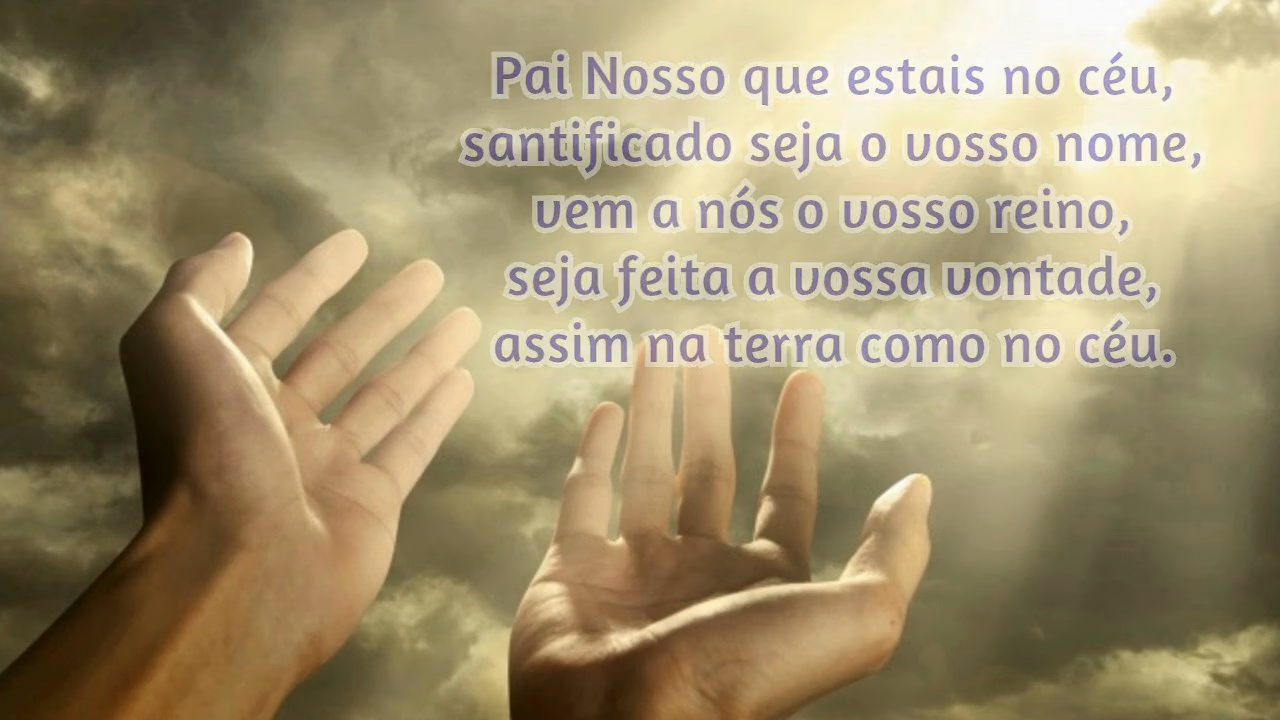 Pai Nosso que estais no céu,
santificado seja o vosso nome,
vem a nós o vosso reino,
seja feita a vossa vontade,
assim na terra como no céu.